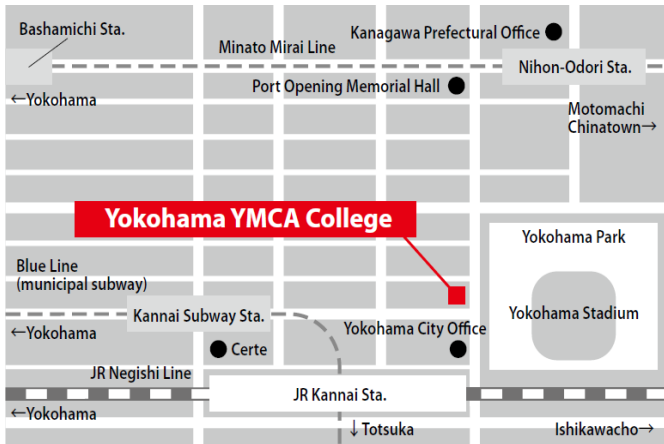 Bashamichi Sta.
Kanagawa Prefectural Office
Minato Mirai Line
Nihon-Odori Sta.
←Yokohama
Port Opening Memorial Hall
Motomachi
Chinatown→
Yokohama YMCA College
Yokohama Park
Blue Line
(municipal subway)
Kannai Subway Sta.
Yokohama Stadium
←Yokohama
Yokohama City Office
Certe
JR Negishi Line
JR Kannai Sta.
←Yokohama
↓Totsuka
Ishikawacho→